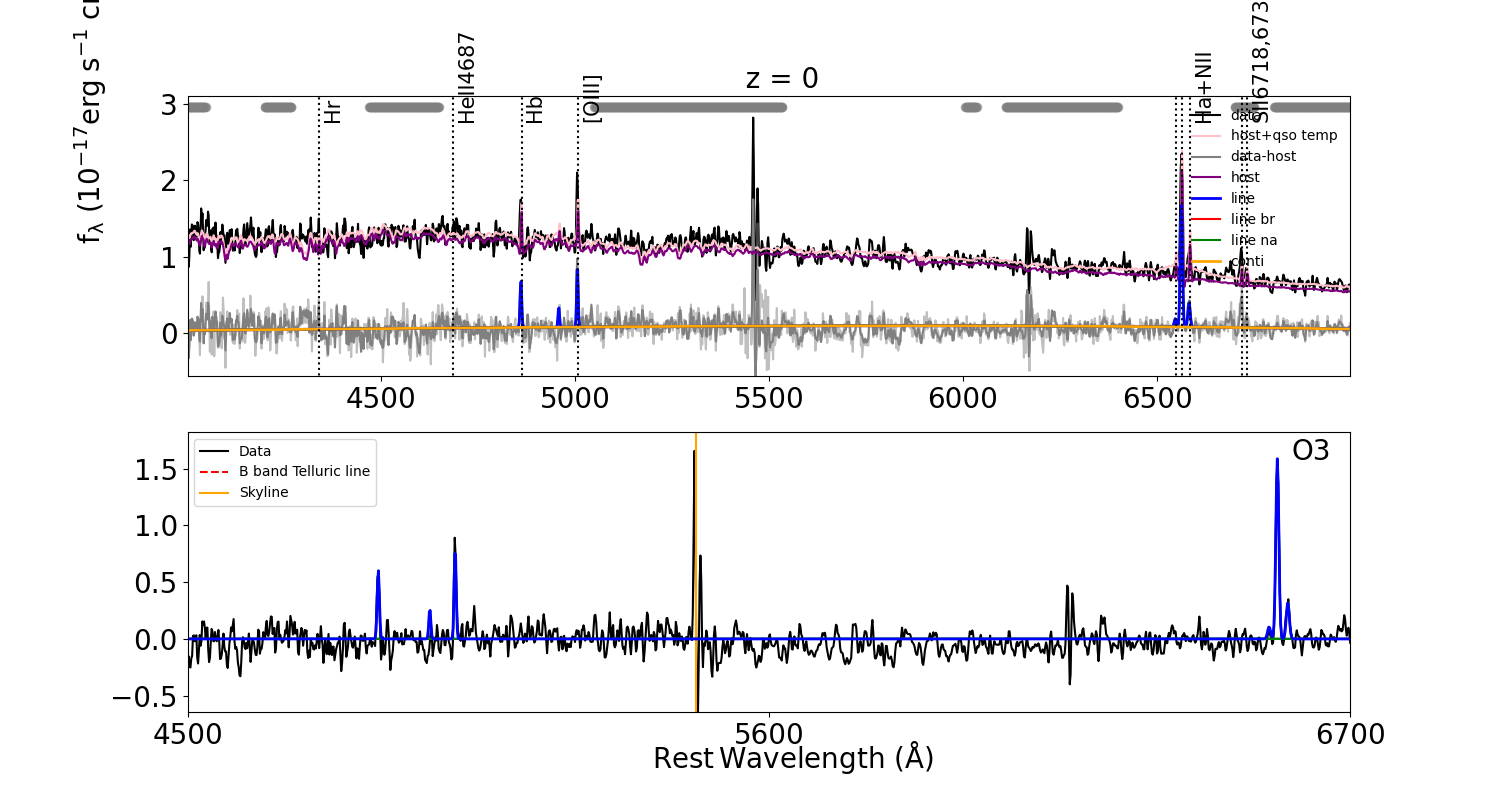 z = 0
f_λ (10^−17 erg s^−1
Hr
HeII4687
Hb
[OIII]
Ha+NII
SII6718,673
3
2
1
0
data
host+qso temp
data-host
host
line
line br
line na
conti
4500
5000
5500
6000
6500
Data
B band Telluric line
Skyline
O3
1.5
1.0
0.5
0.0
−0.5
4500
5600
6700
Rest Wavelength (Å)